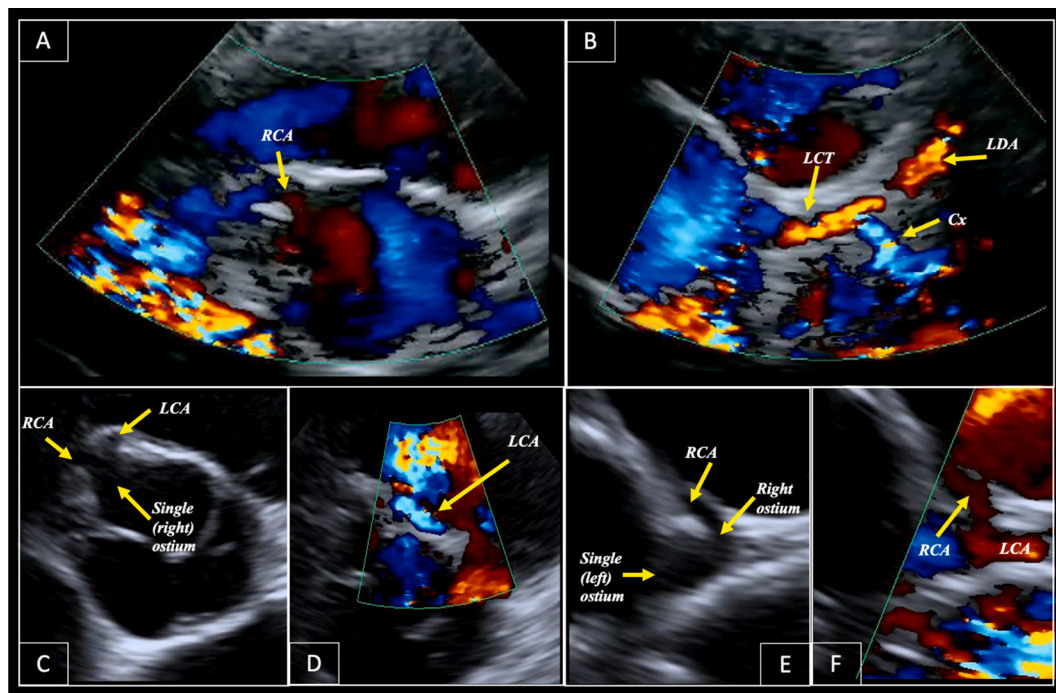 A
RCA
B
LCT
LDA
Cx
C
RCA
LCA
Single
(right)
ostium
D
LCA
E
RCA
Right
ostium
Single
(left)
ostium
F
RCA
LCA